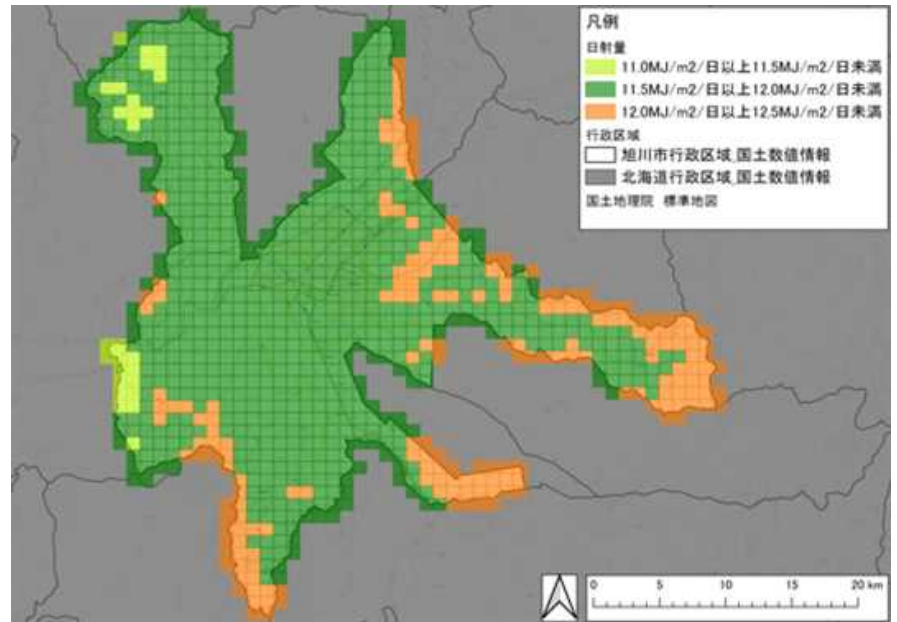 凡例
日射量
11.0MJ/m2/日以上11.5MJ/m2/日未満
11.5MJ/m2/日以上12.0MJ/m2/日未満
12.0MJ/m2/日以上12.5MJ/m2/日未満
行政区域
旭川市行政区域_国土数値情報
北海道行政区域_国土数値情報
国土地理院 標準地図
0 5 10 15 20 km